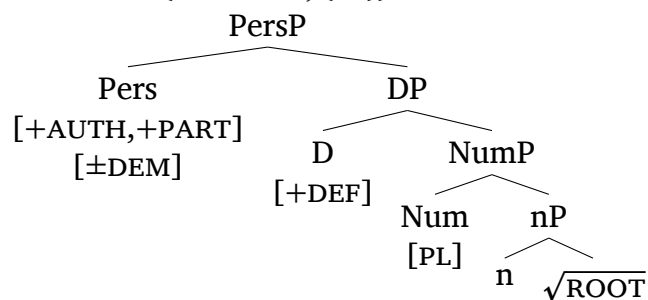 PersP
Pers DP
[+AUTH,+PART] D NumP
[±DEM] [+DEF] Num nP
[PL] n √ROOT